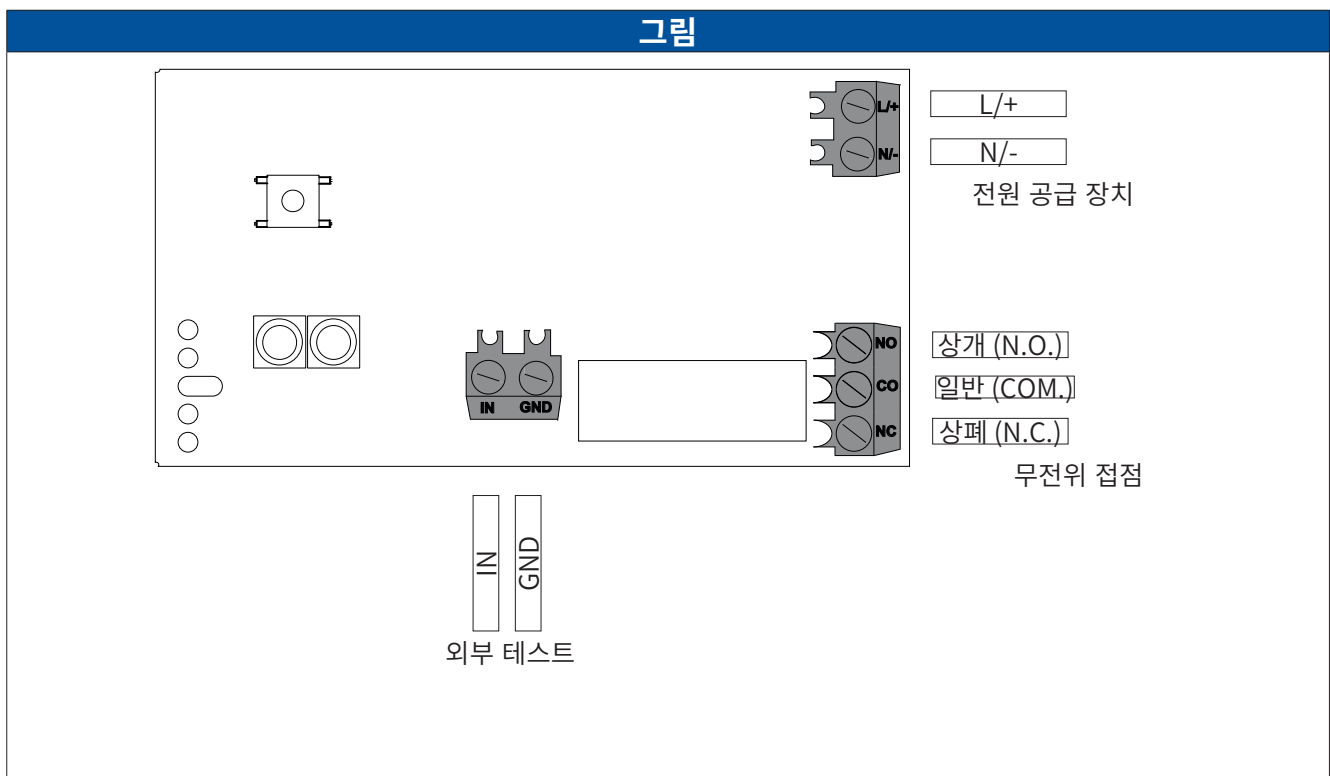 그림
L/+
L/+
N/-
N/-
전원 공급 장치
NO
상개 (N.O.)
CO
일반 (COM.)
NC
상폐 (N.C.)
무전위 접점
IN GND
IN
GND
외부 테스트